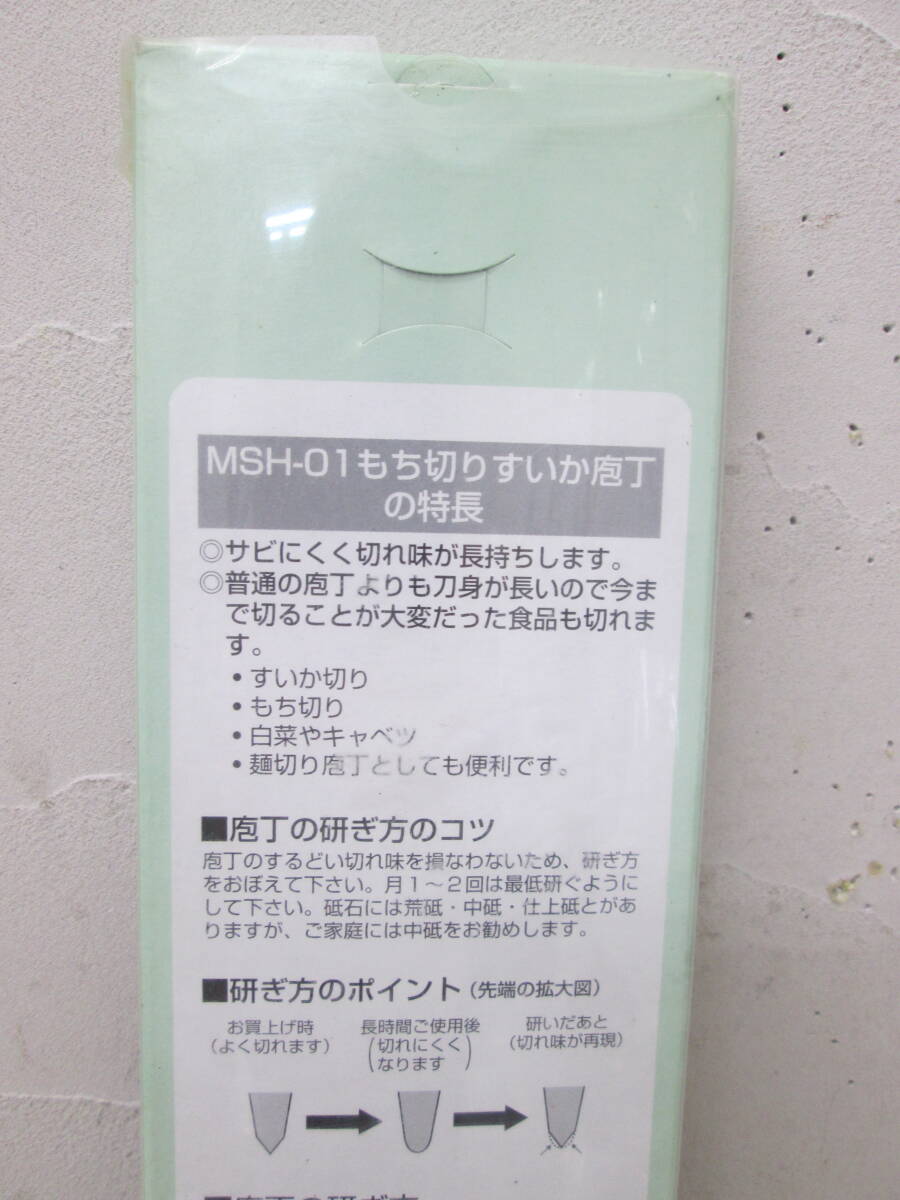 MSH-01もち切りすいか庖丁
の特長
◎サビにくく切れ味が長持ちします。
◎普通の庖丁よりも刀身が長いので今ま
で切ることが大変だった食品も切れま
す。
・すいか切り
・もち切り
・白菜やキャベツ
・麺切り庖丁としても便利です。
■庖丁の研ぎ方のコツ
庖丁のするどい切れ味を損なわないため、研ぎ方
をおぼえて下さい。月1〜2回は最低研ぐように
して下さい。砥石には荒砥・中砥・仕上砥とがあ
りますが、ご家庭には中砥をお勧めします。
■研ぎ方のポイント(先端の拡大図)
お買上げ時
(よく切れます)
長時間ご使用後
(切れにくく
なります)
研いだあと
(切れ味が再現)